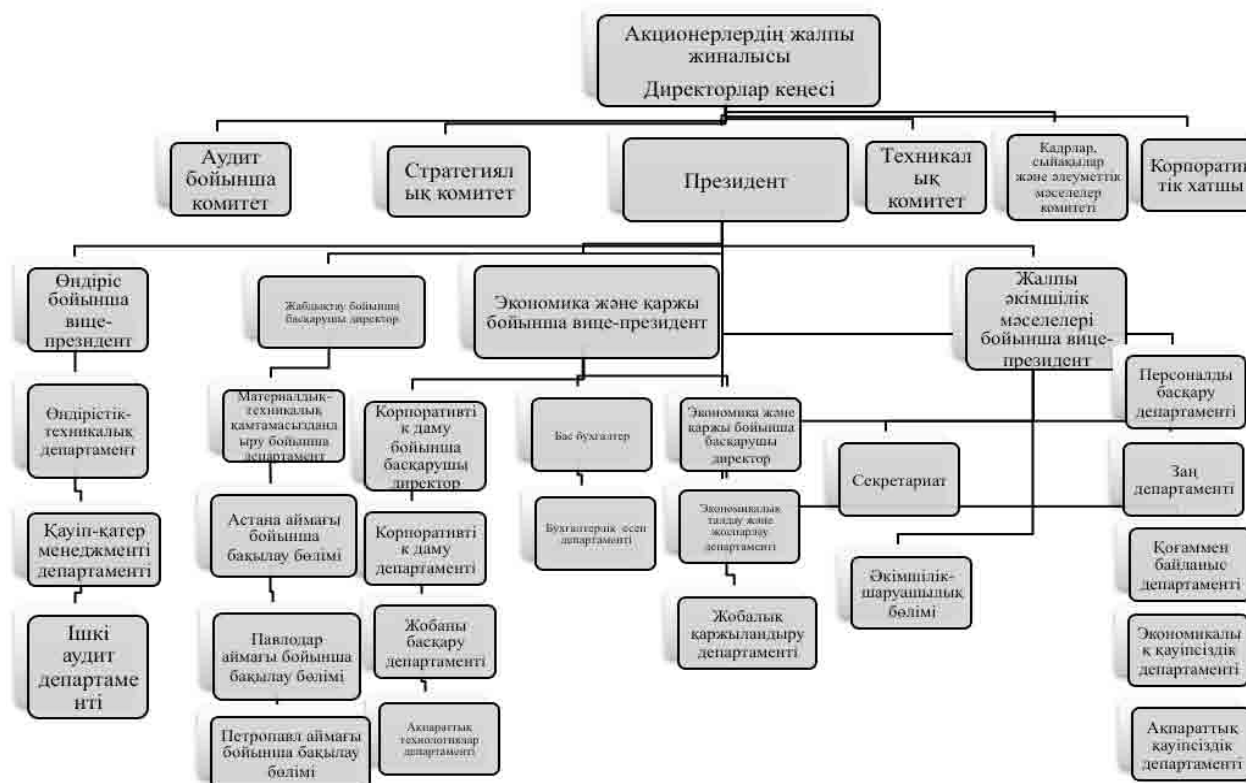 Акционерлердің жалпы
жиналысы
Директорлар кеңесі
Аудит
бойынша
комитет
Стратегиял
ық комитет
Президент
Техникал
ық
комитет
Кадрлар,
сыйақылар
және әлеуметтік
мәселелер
комитеті
Корпоратив
тік хатшы
Өндіріс
бойынша
вице-
президент
Жабдықтау бойынша
басқарушы директор
Экономика және қаржы
бойынша вице-президент
Жалпы
әкімшілік
мәселелері
бойынша вице-
президент
Өндірістік-
техникалық
департамент
Материалдық-
техникалық
қамтамасыздандо
ыру бойынша
департамент
Корпоративті
к даму
бойынша
басқарушы
директор
Бас бухгалтер
Экономика және
қаржы бойынша
басқарушы
директор
Персоналды
басқару
департаменті
Секретариат
Заң
департаменті
Қауіп-қатер
менеджменті
департаменті
Астана аймағы
бойынша
бақылау бөлімі
Корпоративті
к даму
департаменті
Бухгалтерлік есеп
департаменті
Экономикалық
талдау және
жоспарлау
департаменті
Қоғаммен
байланыс
департаменті
Әкімшілік-
шаруашылық
бөлімі
Ішкі
аудит
департаме
нті
Павлодар
аймағы бойынша
бақылау бөлімі
Жобаны
басқару
департаменті
Жобалық
қаржыландыру
департаменті
Экономикалы
қ қауіпсіздік
департаменті
Петропавл аймағы
бойынша бақылау
бөлімі
Ақпараттық
технологиялар
департаменті
Ақпараттық
қауіпсіздік
департаменті